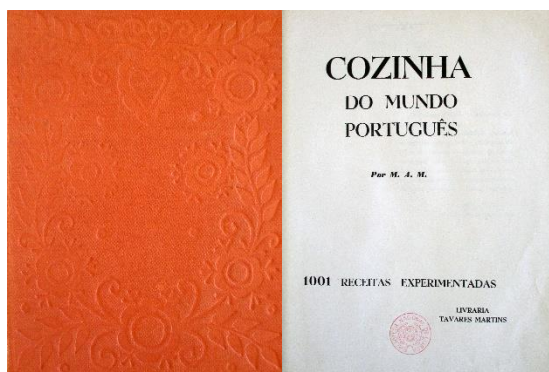 COZINHA
DO MUNDO
PORTUGUÊS
Por M. A. M.
1001 RECEITAS EXPERIMENTADAS
LIVRARIA
TAVARES MARTINS